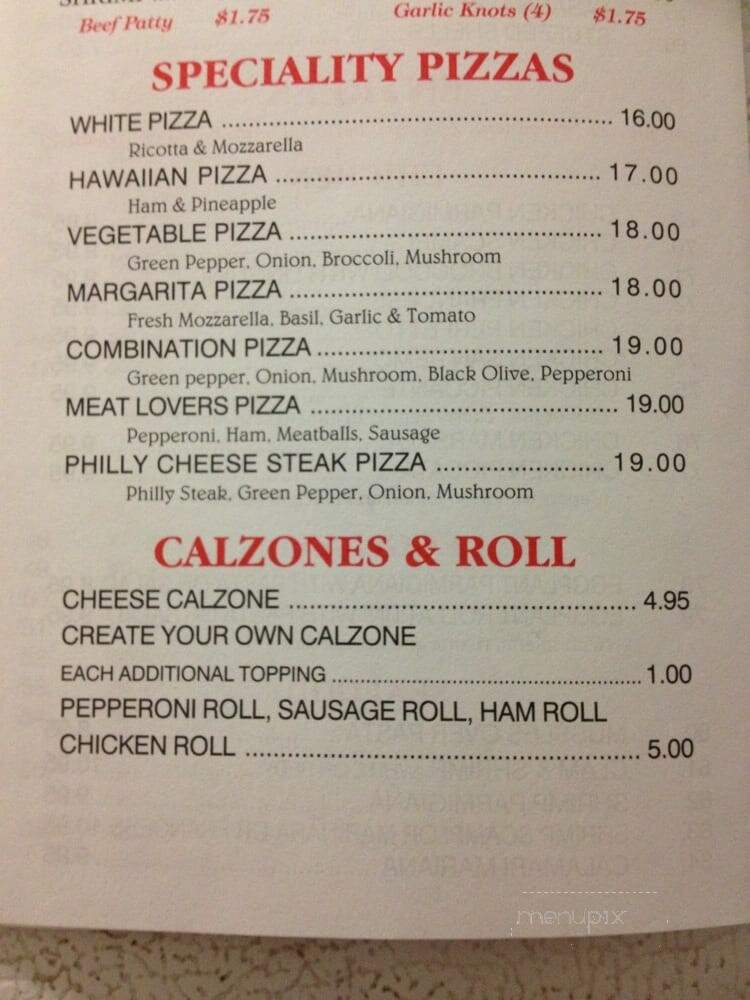 Beef Patty $1.75 Garlic Knots (4) $1.75
SPECIALITY PIZZAS
WHITE PIZZA ........................................................ 16.00
Ricotta & Mozzarella
HAWAIIAN PIZZA ............................................... 17.00
Ham & Pineapple
VEGETABLE PIZZA ............................................. 18.00
Green Pepper, Onion, Broccoli, Mushroom
MARGARITA PIZZA ............................................. 18.00
Fresh Mozzarella, Basil, Garlic & Tomato
COMBINATION PIZZA ......................................... 19.00
Green pepper, Onion, Mushroom, Black Olive, Pepperoni
MEAT LOVERS PIZZA ............................................. 19.00
Pepperoni, Ham, Meatballs, Sausage
PHILLY CHEESE STEAK PIZZA ........................ 19.00
Philly Steak, Green Pepper, Onion, Mushroom
CALZONES & ROLL
CHEESE CALZONE .................................................. 4.95
CREATE YOUR OWN CALZONE
EACH ADDITIONAL TOPPING ..................................................... 1.00
PEPPERONI ROLL, SAUSAGE ROLL, HAM ROLL
CHICKEN ROLL ......................................................... 5.00
menupix